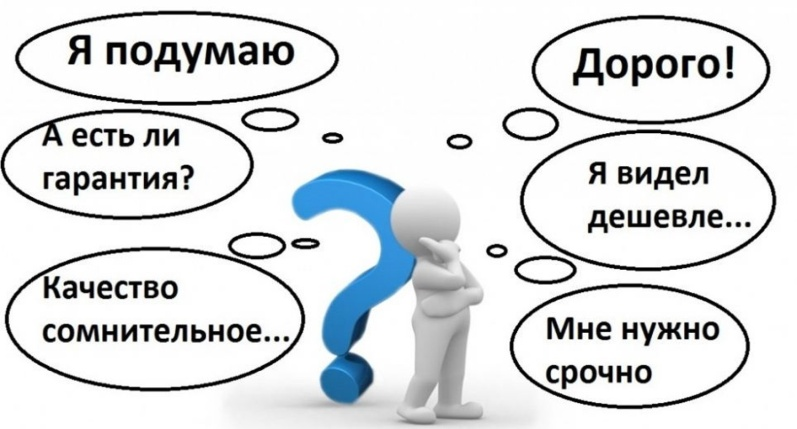 Я подумаю
А есть ли
гарантия?
Качество
сомнительное...
Дорого!
Я видел
дешевле...
Мне нужно
срочно